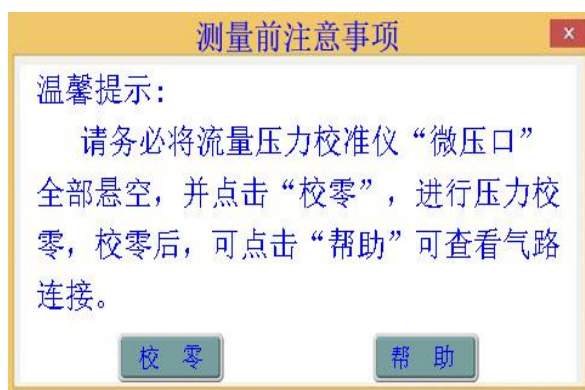 测量前注意事项
x
温馨提示:
请务必将流量压力校准仪“微压口”
全部悬空，并点击“校零”，进行压力校
零，校零后，可点击“帮助”可查看气路
连接。
校 零
帮 助